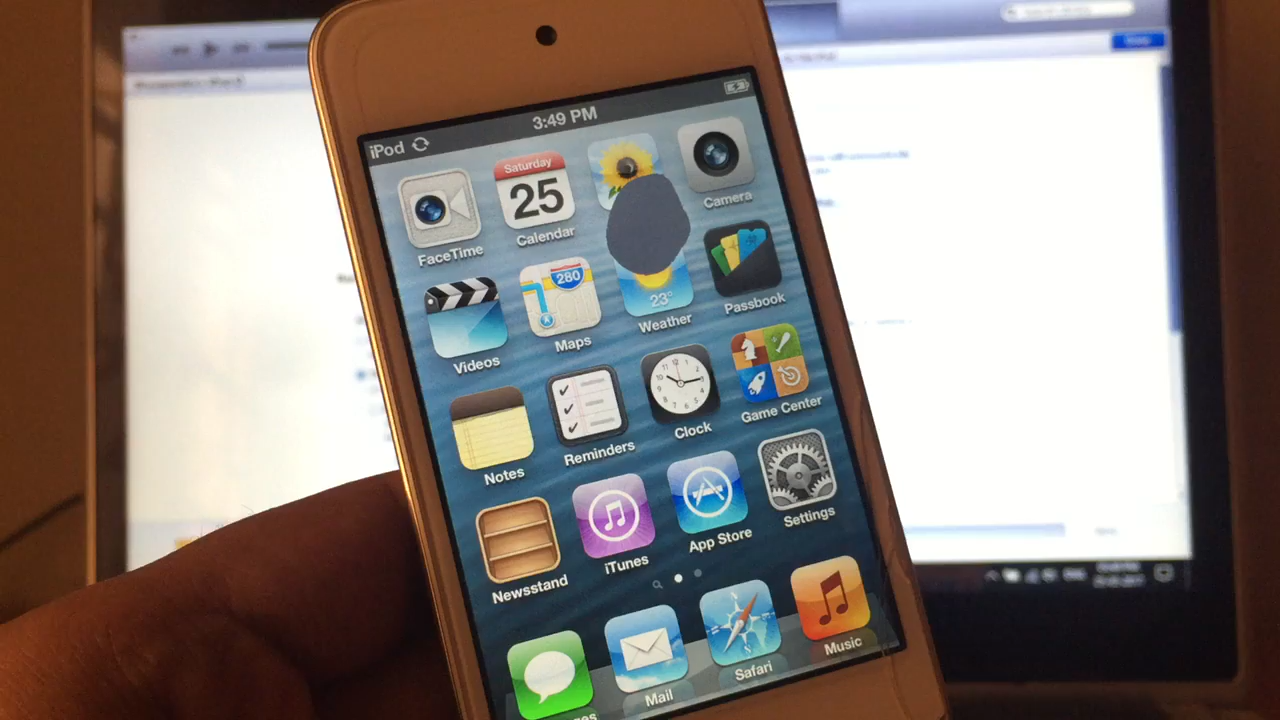 iPod
3:49 PM
FaceTime
Saturday
25
Calendar
Camera
Videos
280
Maps
23°
Weather
Passbook
Notes
Reminders
Clock
Game Center
Newsstand
iTunes
App Store
Settings
Mail
Safari
Music